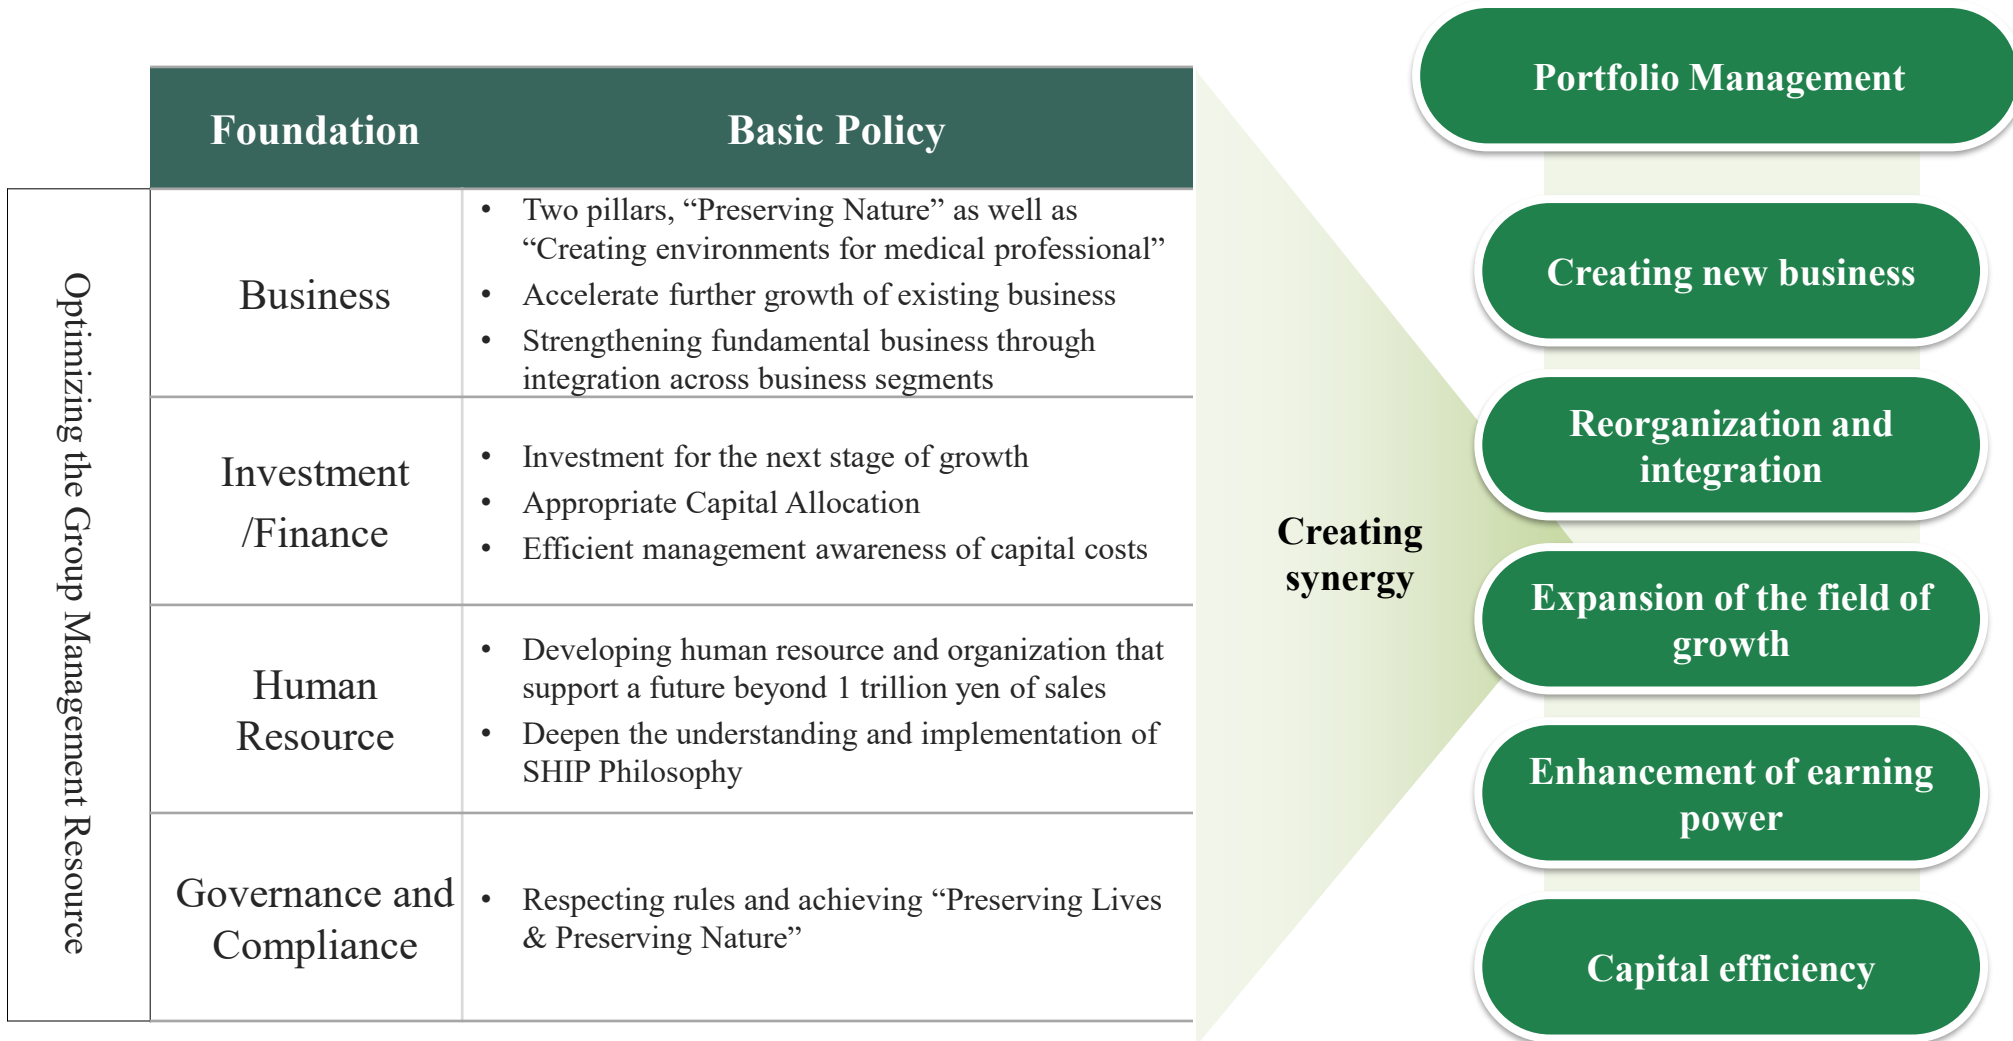 Foundation
Basic Policy
Optimizing the Group Management Resource
Business
• Two pillars, “Preserving Nature” as well as
“Creating environments for medical professional”
• Accelerate further growth of existing business
• Strengthening fundamental business through
integration across business segments
Investment
/Finance
• Investment for the next stage of growth
• Appropriate Capital Allocation
• Efficient management awareness of capital costs
Human
Resource
• Developing human resource and organization that
support a future beyond 1 trillion yen of sales
• Deepen the understanding and implementation of
SHIP Philosophy
Governance and
Compliance
• Respecting rules and achieving “Preserving Lives
& Preserving Nature”
Creating
synergy
Portfolio Management
Creating new business
Reorganization and
integration
Expansion of the field of
growth
Enhancement of earning
power
Capital efficiency